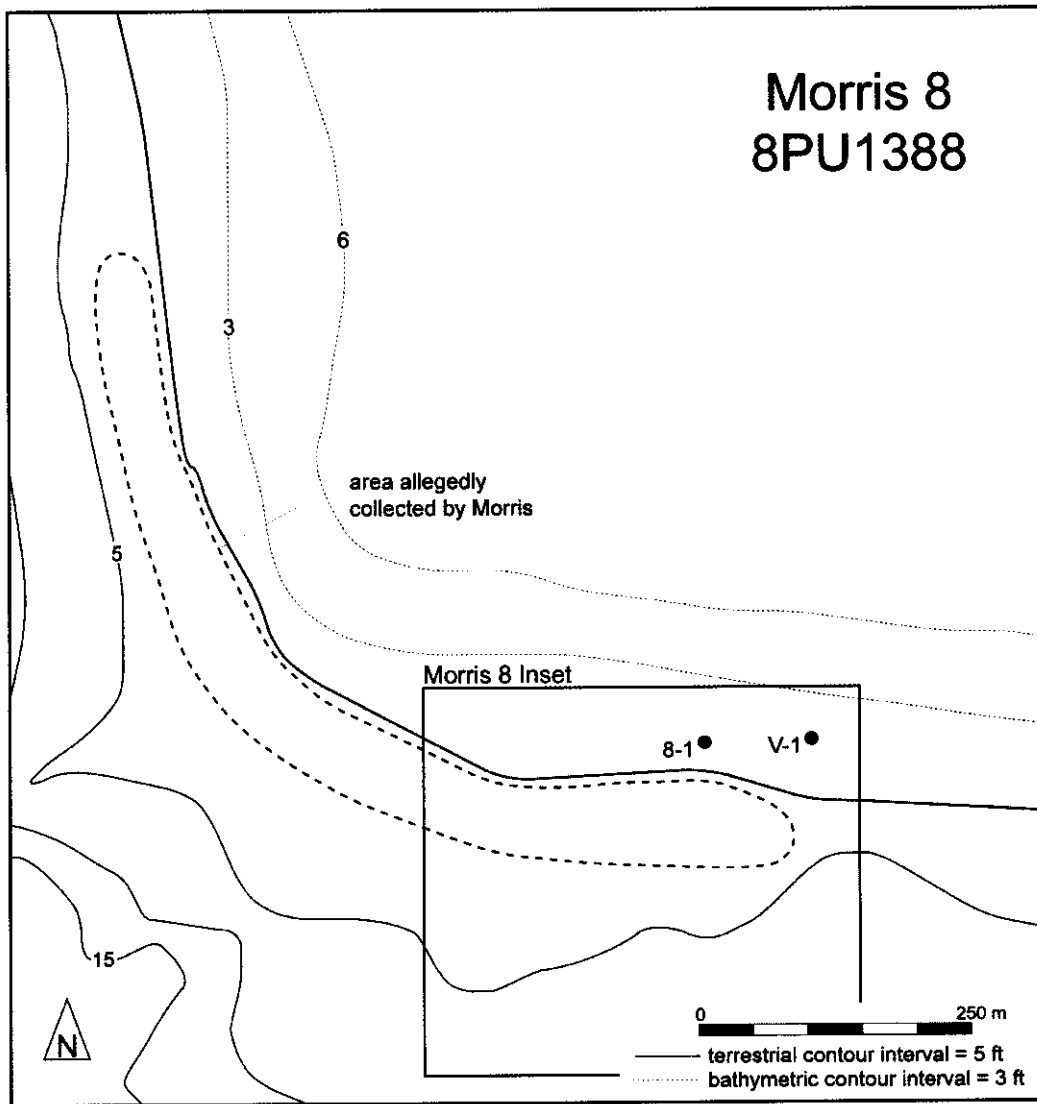 Morris 8
8PU1388
6
3
area allegedly
collected by Morris
5
Morris 8 Inset
8-1
V-1
15
N
0 250 m
terrestrial contour interval = 5 ft
bathymetric contour interval = 3 ft